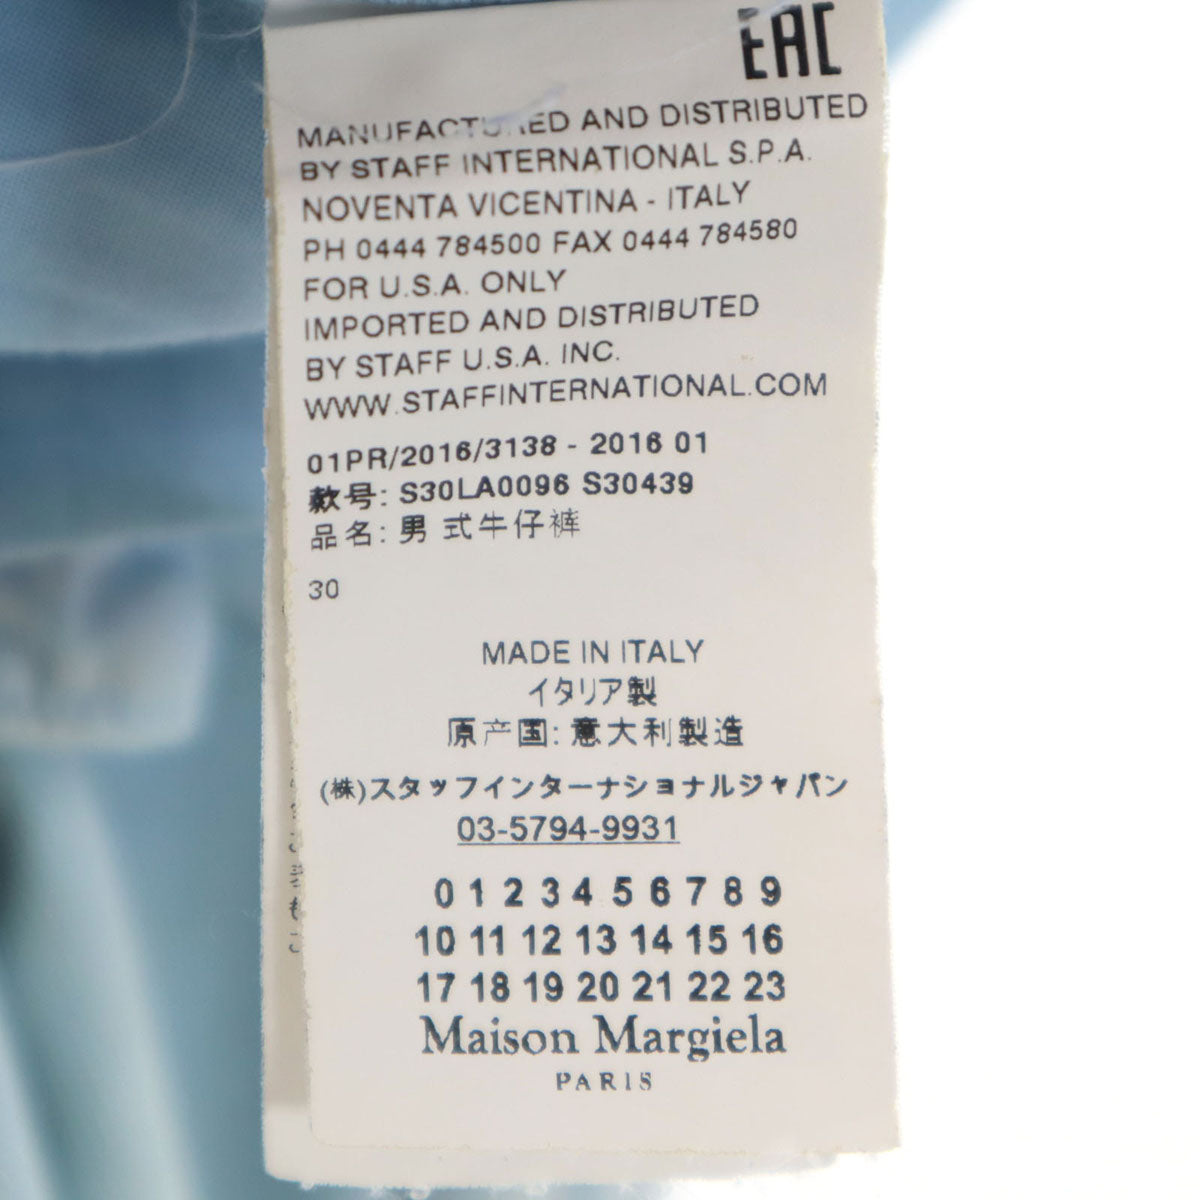 EAC
MANUFACTURED AND DISTRIBUTED
BY STAFF INTERNATIONAL S.P.A.
NOVENTA VICENTINA - ITALY
PH 0444 784500 FAX 0444 784580
FOR U.S.A. ONLY
IMPORTED AND DISTRIBUTED
BY STAFF U.S.A. INC.
WWW.STAFFINTERNATIONAL.COM
01PR/2016/3138 - 2016 01
款号: S30LA0096 S30439
品名: 男 式牛仔裤
30
MADE IN ITALY
イタリア製
原产国: 意大利製造
(株)スタッフインターナショナルジャパン
03-5794-9931
0 1 2 3 4 5 6 7 8 9
10 11 12 13 14 15 16
17 18 19 20 21 22 23
Maison Margiela
PARIS